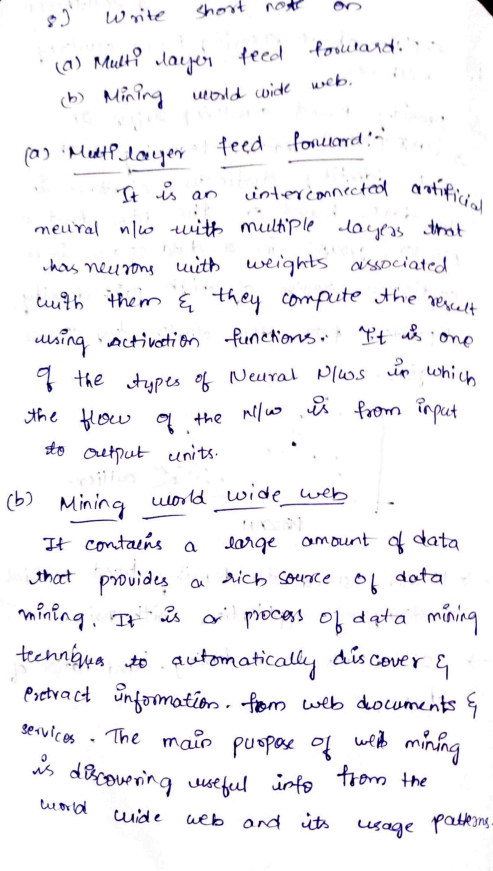 8) Write short note on
(a) Multi layer feed forward.
(b) Mining world wide web.
(a) Multilayer feed forward:-
It is an interconnected artificial
neural n/w with multiple layers that
has neurons with weights associated
with them & they compute the result
using activation functions. It is one
of the types of Neural N/ws in which
the flow of the N/w is from input
to output units.
(b) Mining world wide web
It contains a large amount of data
that provides a rich source of data
mining. It is a process of data mining
techniques to automatically discover &
extract information. from web documents &
services. The main purpose of web mining
is discovering useful info from the
world wide web and its usage patterns.